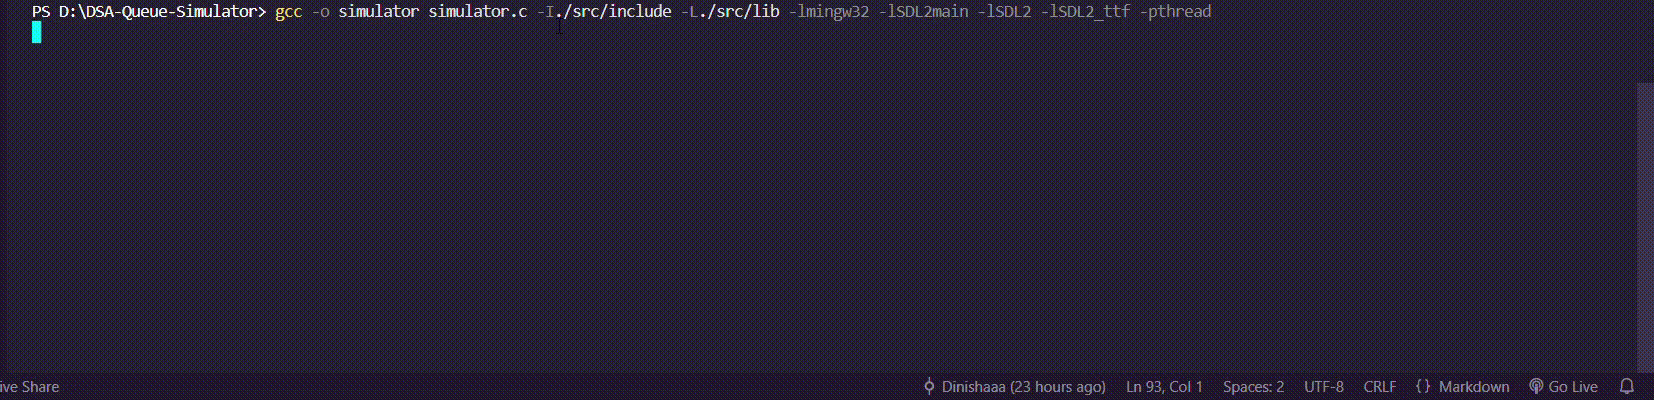 PS D:\DSA-Queue-Simulator> gcc -o simulator simulator.c -I./src/include -L./src/lib -lmingw32 -lSDL2main -lSDL2 -lSDL2_ttf -pthread
ive Share Dinishaaa (23 hours ago) Ln 93, Col 1 Spaces: 2 UTF-8 CRLF {} Markdown Go Live